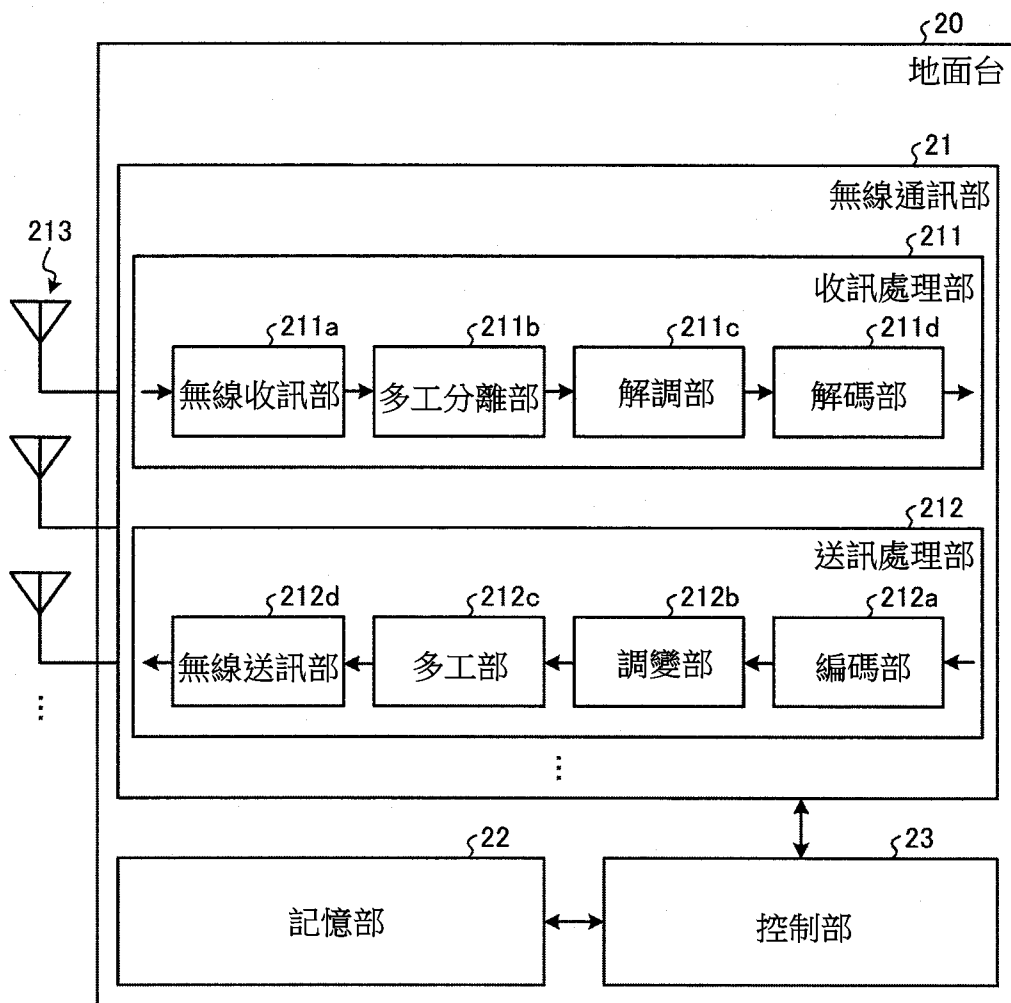 20
地面台
21
無線通訊部
213
211
收訊處理部
211a
211b
211c
211d
無線收訊部
多工分離部
解調部
解碼部
212
送訊處理部
212d
212c
212b
212a
無線送訊部
多工部
調變部
編碼部
⋮
⋮
22
23
記憶部
控制部